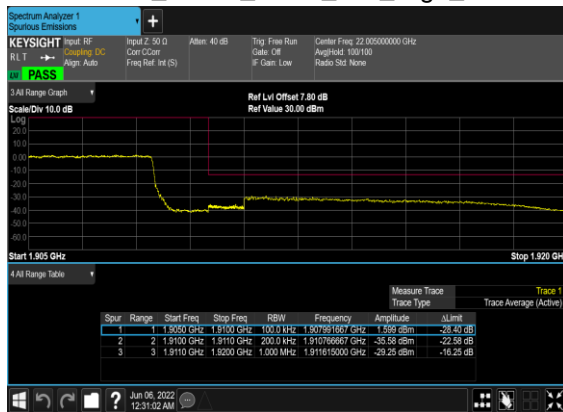 Spectrum Analyzer 1
Spurious Emissions
KEYSIGHT Input: RF
R L T Coupling: DC
Align: Auto
LW PASS
Input Z: 50 Ω
Corr CCorr
Freq Ref: Int (S)
Atten: 40 dB
Trig: Free Run
Gate: Off
IF Gain: Low
Center Freq: 22.005000000 GHz
Avg|Hold: 100/100
Radio Std: None
3 All Range Graph
Ref Lvl Offset 7.80 dB
Scale/Div 10.0 dB Ref Value 30.00 dBm
Log
20.0
10.0
0.00
-10.0
-20.0
-30.0
-40.0
-50.0
-60.0
Start 1.905 GHz Stop 1.920 GH
4 All Range Table
Measure Trace Trace 1
Trace Type Trace Average (Active)
Spur Range Start Freq Stop Freq RBW Frequency Amplitude ΔLimit
1 1 1.9050 GHz 1.9100 GHz 100.0 kHz 1.907991667 GHz 1.599 dBm -28.40 dB
2 2 1.9100 GHz 1.9110 GHz 200.0 kHz 1.910766667 GHz -35.58 dBm -22.58 dB
3 3 1.9110 GHz 1.9200 GHz 1.000 MHz 1.911615000 GHz -29.25 dBm -16.25 dB
? Jun 06, 2022
12:31:02 AM